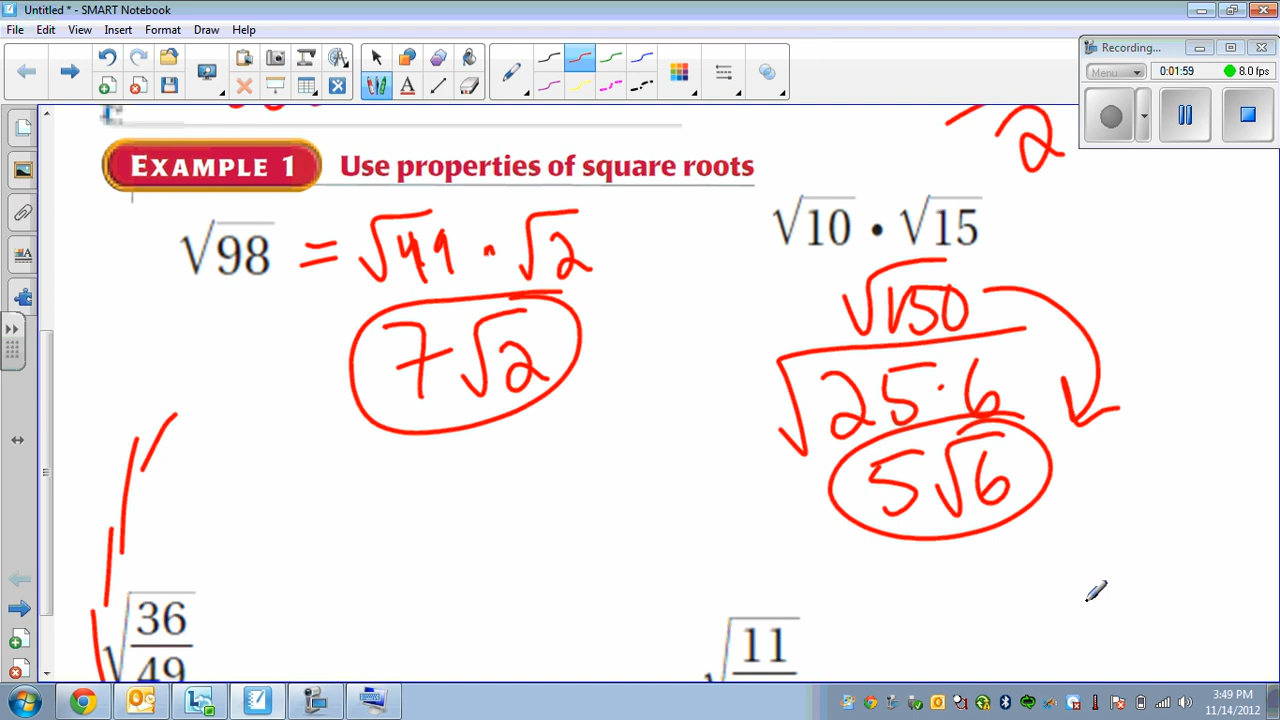 Untitled * - SMART Notebook
File Edit View Insert Format Draw Help
Recording...
Menu 0:01:59 8.0 fps
2
EXAMPLE 1 Use properties of square roots
√98 = √49 · √2
7√2
√10 • √15
√150
√25·6
5√6
√36/49
√11
3:49 PM
11/14/2012